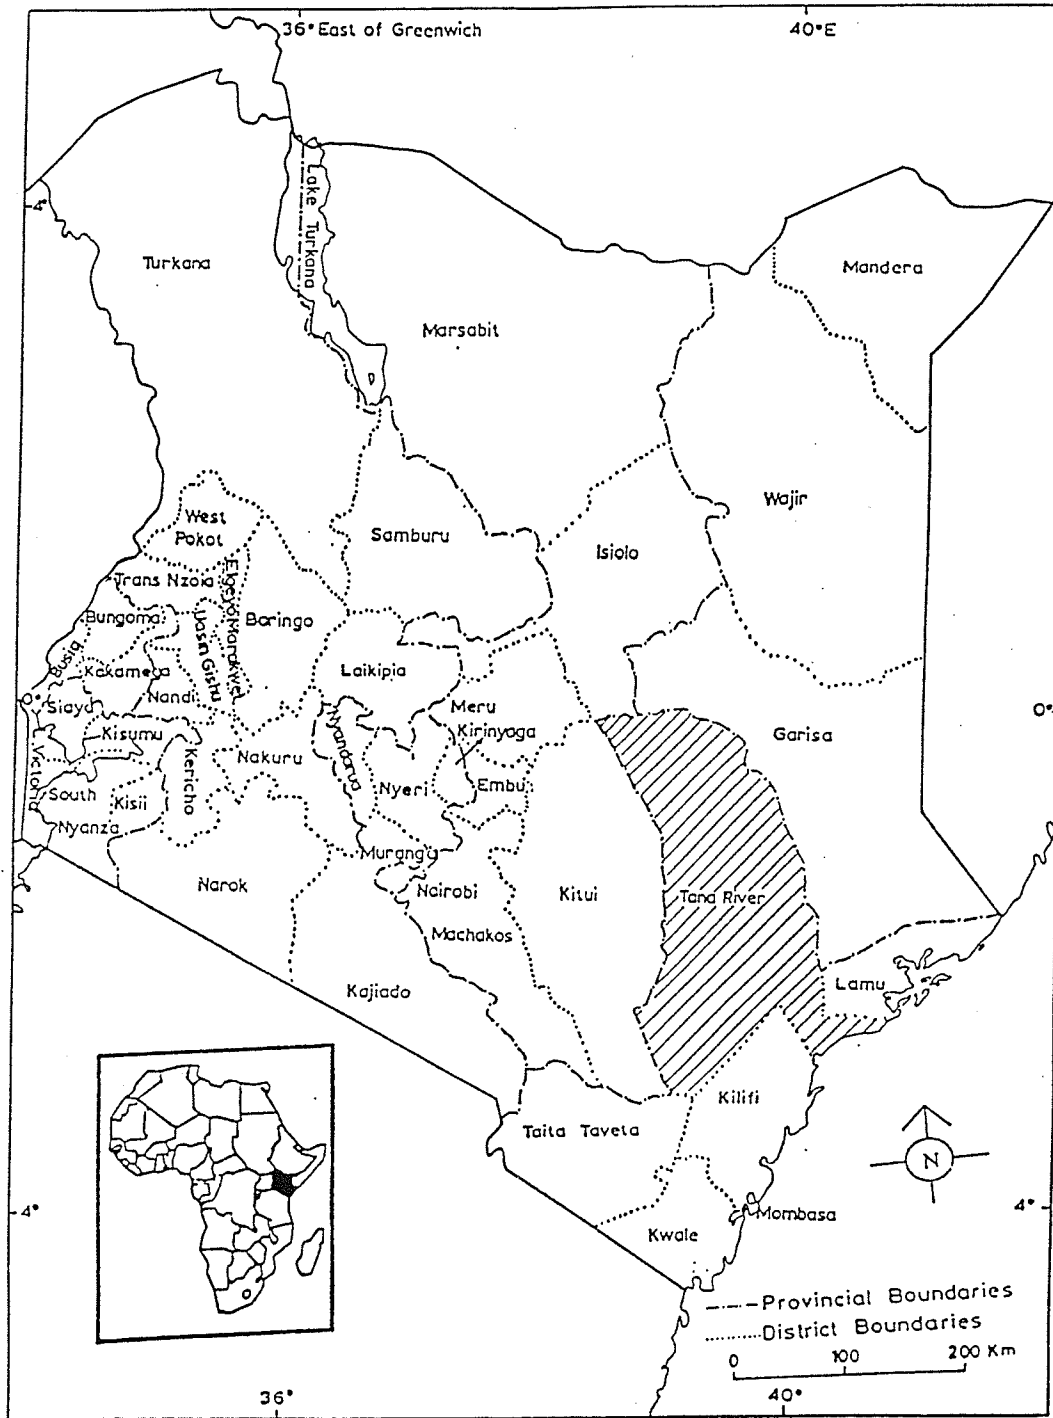 36° East of Greenwich
40°E
4°
Lake Turkana
Turkana
Mandera
Marsabit
Wajir
West
Pokot
Samburu
Isiolo
Trans Nzoia
Elgeyo Marakwet
Bungoma
Uasin Gishu
Baringo
Busia
Kakamega
Laikipia
Nandi
0°
Siaya
Meru
0°
Kisumu
Kirinyaga
Garisa
L. Victoria
Kericho
Nakuru
Nyandarua
Nyeri
Embu
South
Nyanza
Kisii
Muranga
Narok
Nairobi
Kitui
Tana River
Machakos
Kajiado
Lamu
Kilifi
Taita Taveta
N
4°
4°
Mombasa
Kwale
Provincial Boundaries
District Boundaries
0 100 200 Km
36°
40°